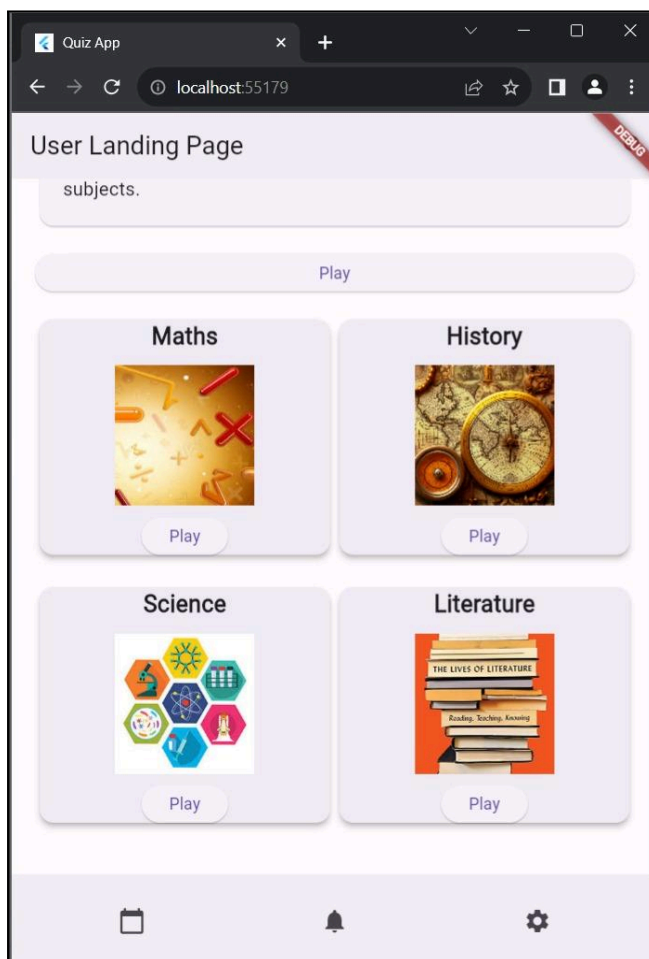 Quiz App
localhost:55179
User Landing Page
DEBUG
subjects.
Play
Maths
History
Play
Play
Science
Literature
THE LIVES OF LITERATURE
Reading, Teaching, Knowing
Play
Play